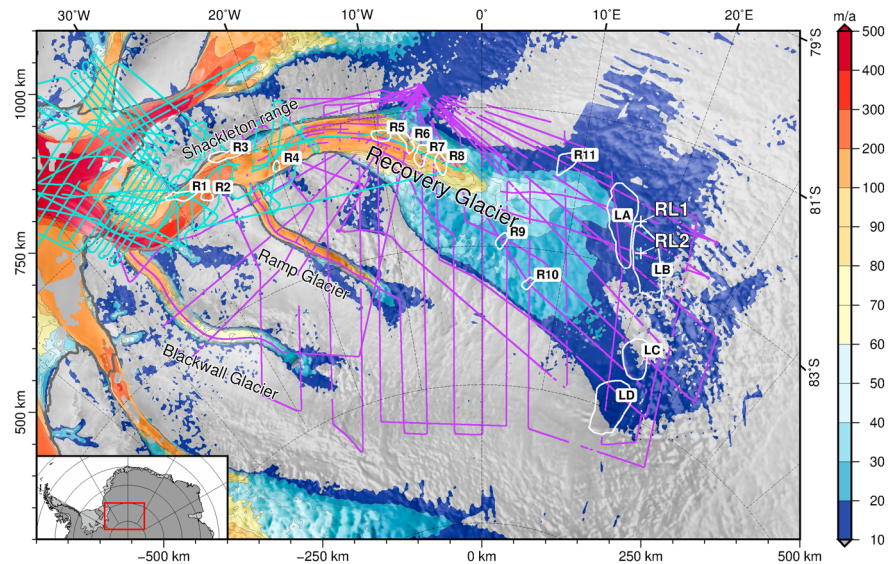 30°W
20°W
10°W
0°
10°E
20°E
m/a
79°S
81°S
83°S
1000 km
750 km
500 km
Shackleton range
R1
R2
R3
R4
R5
R6
R7
R8
R9
R10
R11
Recovery Glacier
Ramp Glacier
Blackwall Glacier
LA
RL1
RL2
LB
LC
LD
−500 km
−250 km
0 km
250 km
500 km
500
400
300
200
100
90
80
70
60
50
40
30
20
10